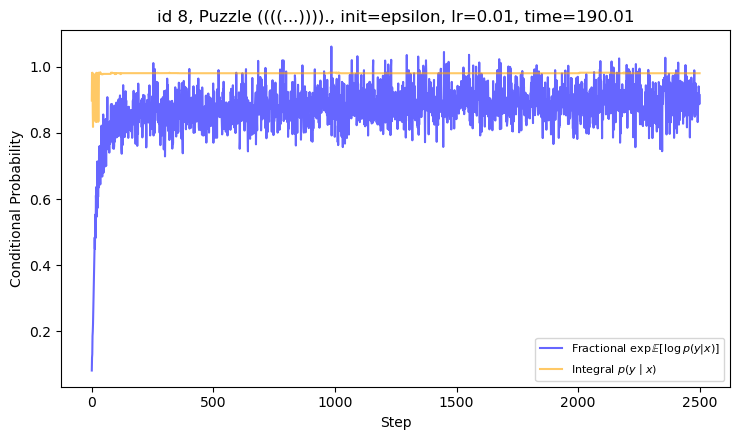 id 8, Puzzle ((((...))))., init=epsilon, lr=0.01, time=190.01
Conditional Probability
1.0
0.8
0.6
0.4
0.2
0 500 1000 1500 2000 2500
Step
Fractional exp𝔼[log p(y|x)]
Integral p(y | x)